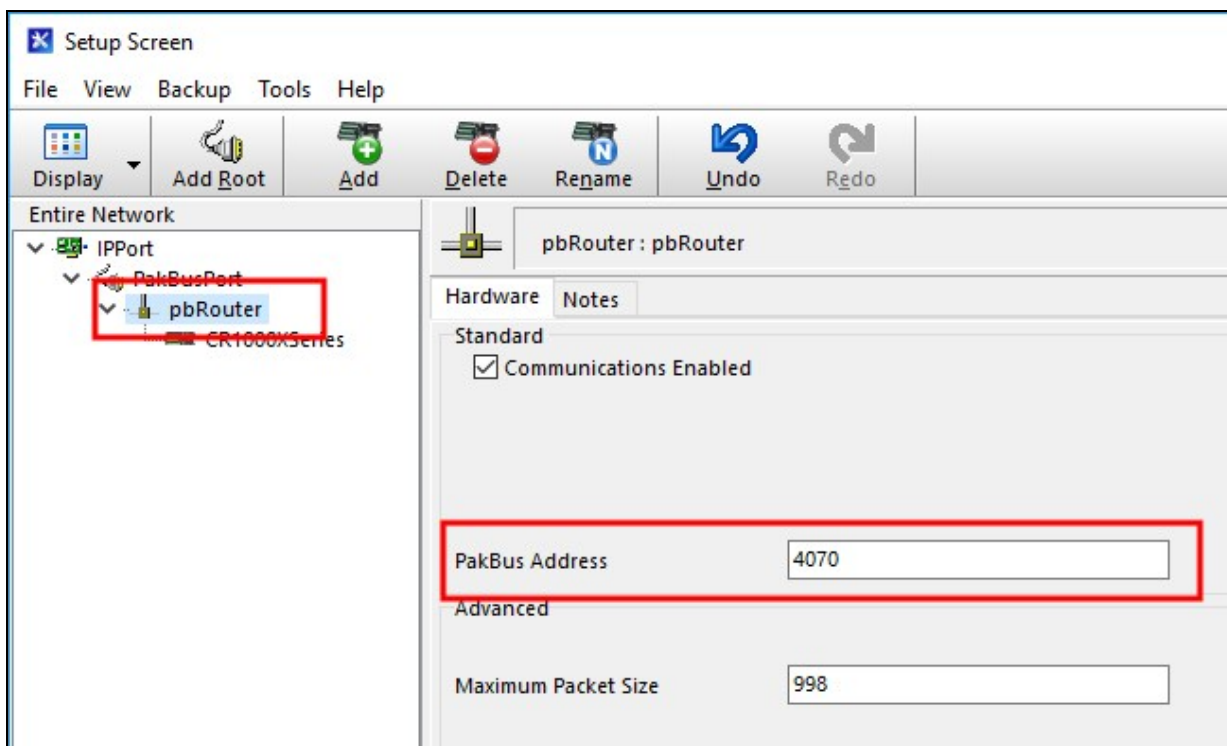 Setup Screen
File View Backup Tools Help
Display Add Root Add Delete Rename Undo Redo
Entire Network
IPPort
PakBusPort
pbRouter
CR1000XSeries
pbRouter : pbRouter
Hardware Notes
Standard
Communications Enabled
PakBus Address 4070
Advanced
Maximum Packet Size 998